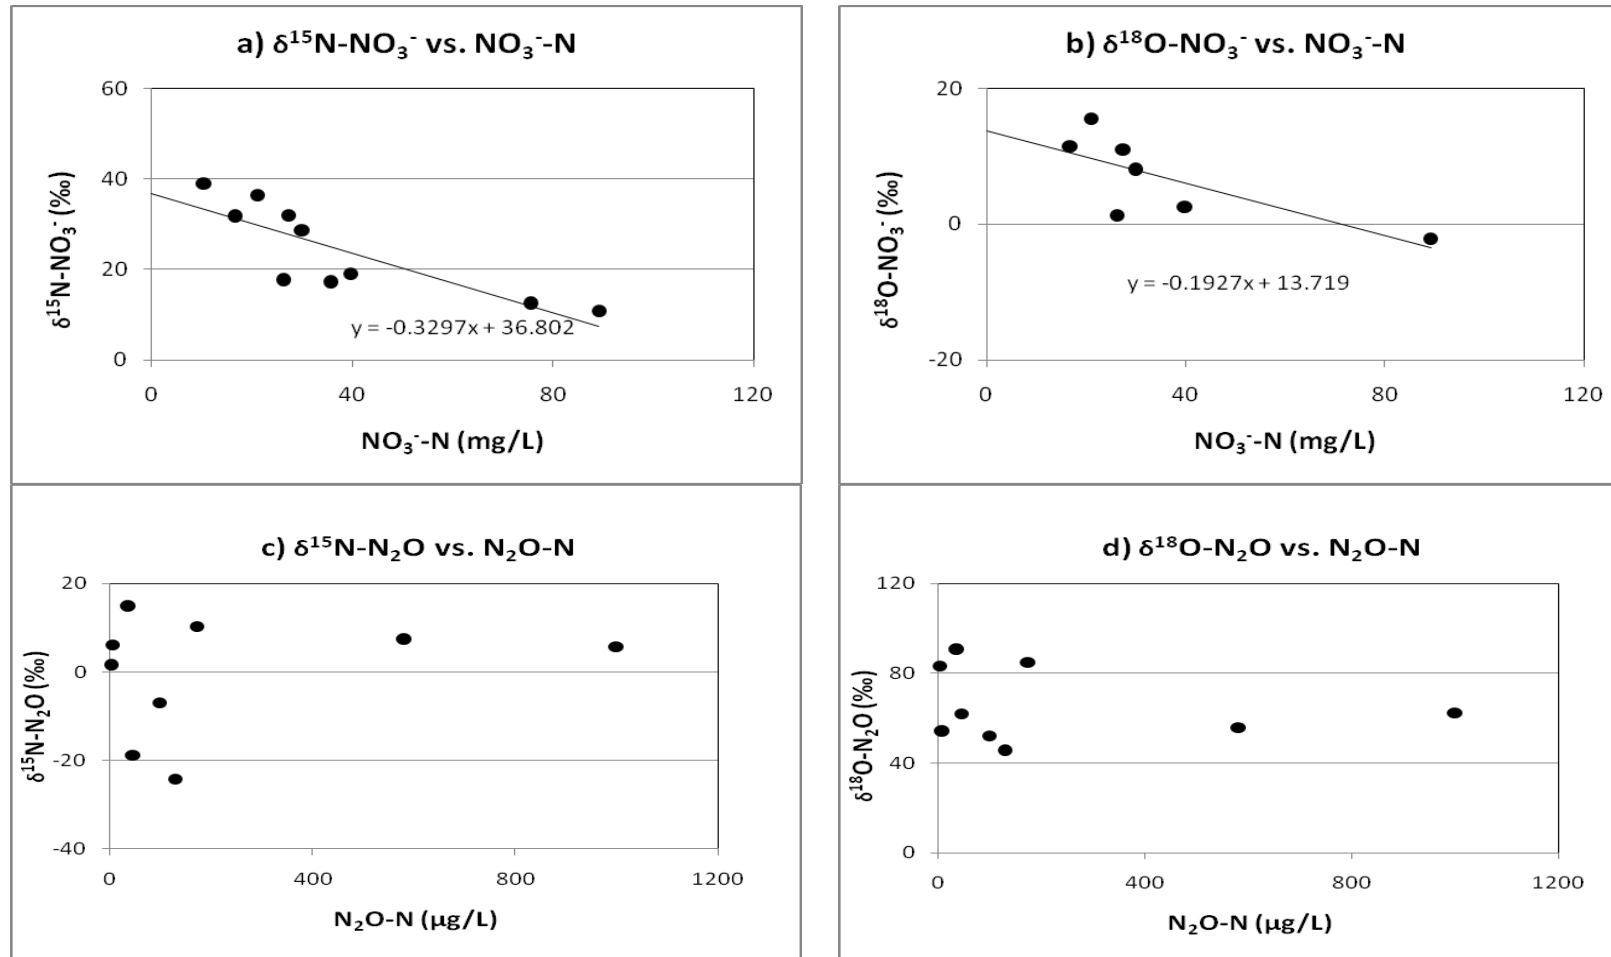 a) δ¹⁵N-NO₃⁻ vs. NO₃⁻-N
60
40
20
0
δ¹⁵N-NO₃⁻ (‰)
y = -0.3297x + 36.802
0 40 80 120
NO₃⁻-N (mg/L)
b) δ¹⁸O-NO₃⁻ vs. NO₃⁻-N
20
0
-20
δ¹⁸O-NO₃⁻ (‰)
y = -0.1927x + 13.719
0 40 80 120
NO₃⁻-N (mg/L)
c) δ¹⁵N-N₂O vs. N₂O-N
20
0
-20
-40
δ¹⁵N-N₂O (‰)
0 400 800 1200
N₂O-N (µg/L)
d) δ¹⁸O-N₂O vs. N₂O-N
120
80
40
0
δ¹⁸O-N₂O (‰)
0 400 800 1200
N₂O-N (µg/L)